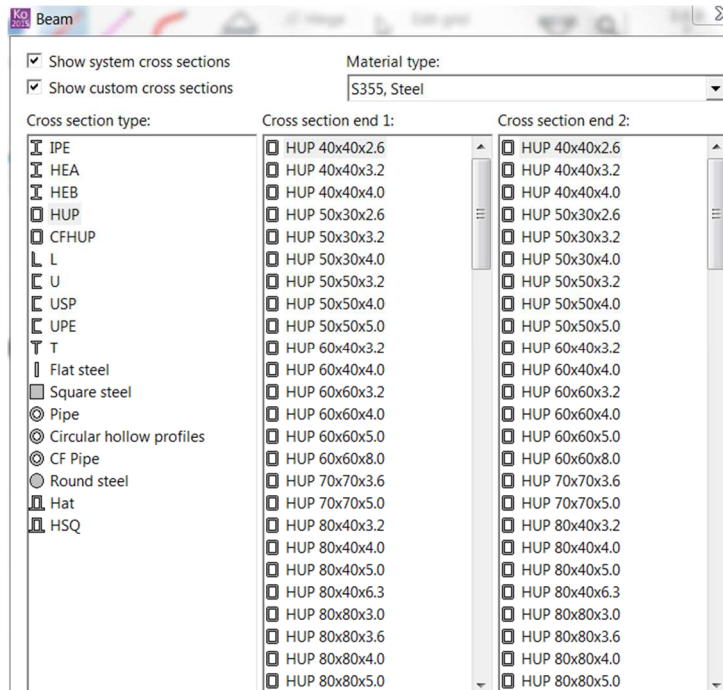 Ko 2015 Beam
Merge
Edit grid
Show system cross sections
Show custom cross sections
Material type:
S355, Steel
Cross section type:
IPE
HEA
HEB
HUP
CFHUP
L
U
USP
UPE
T
Flat steel
Square steel
Pipe
Circular hollow profiles
CF Pipe
Round steel
Hat
HSQ
Cross section end 1:
HUP 40x40x2.6
HUP 40x40x3.2
HUP 40x40x4.0
HUP 50x30x2.6
HUP 50x30x3.2
HUP 50x30x4.0
HUP 50x50x3.2
HUP 50x50x4.0
HUP 50x50x5.0
HUP 60x40x3.2
HUP 60x40x4.0
HUP 60x60x3.2
HUP 60x60x4.0
HUP 60x60x5.0
HUP 60x60x8.0
HUP 70x70x3.6
HUP 70x70x5.0
HUP 80x40x3.2
HUP 80x40x4.0
HUP 80x40x5.0
HUP 80x40x6.3
HUP 80x80x3.0
HUP 80x80x3.6
HUP 80x80x4.0
HUP 80x80x5.0
Cross section end 2:
HUP 40x40x2.6
HUP 40x40x3.2
HUP 40x40x4.0
HUP 50x30x2.6
HUP 50x30x3.2
HUP 50x30x4.0
HUP 50x50x3.2
HUP 50x50x4.0
HUP 50x50x5.0
HUP 60x40x3.2
HUP 60x40x4.0
HUP 60x60x3.2
HUP 60x60x4.0
HUP 60x60x5.0
HUP 60x60x8.0
HUP 70x70x3.6
HUP 70x70x5.0
HUP 80x40x3.2
HUP 80x40x4.0
HUP 80x40x5.0
HUP 80x40x6.3
HUP 80x80x3.0
HUP 80x80x3.6
HUP 80x80x4.0
HUP 80x80x5.0